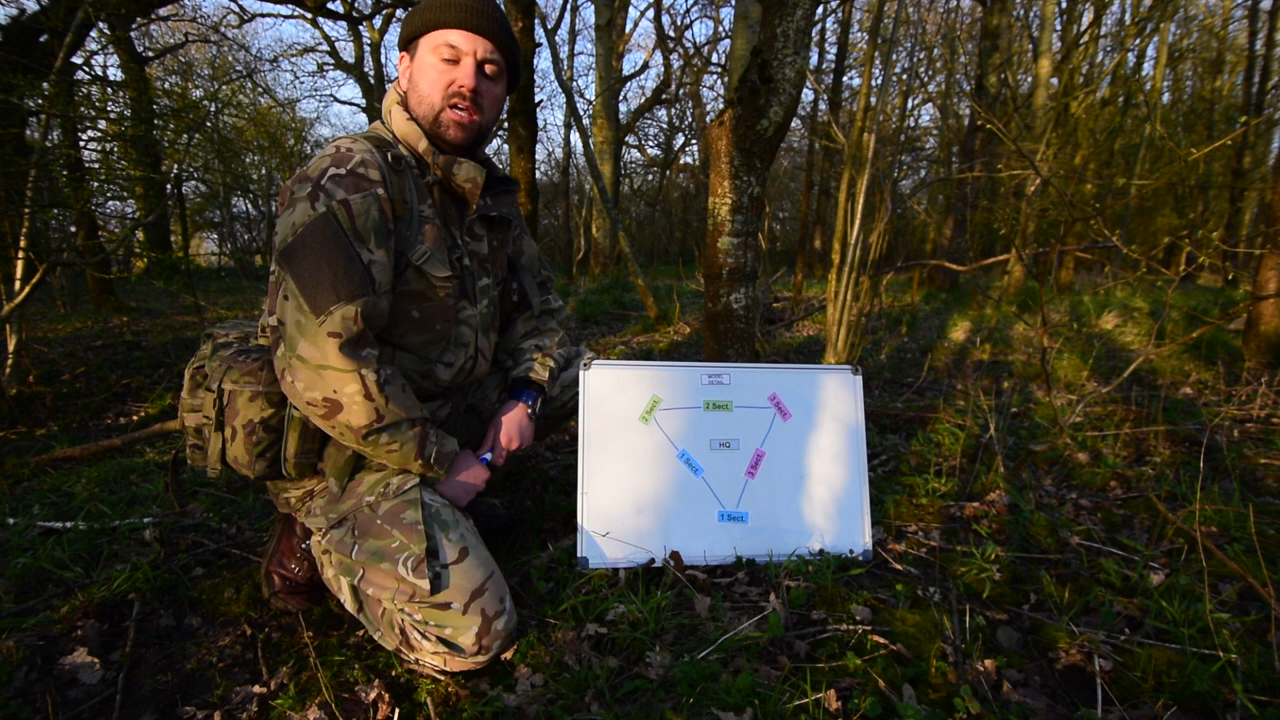 MODEL
DETAIL
2 Sect.
2 Sect.
3 Sect.
HQ
1 Sect.
3 Sect.
1 Sect.